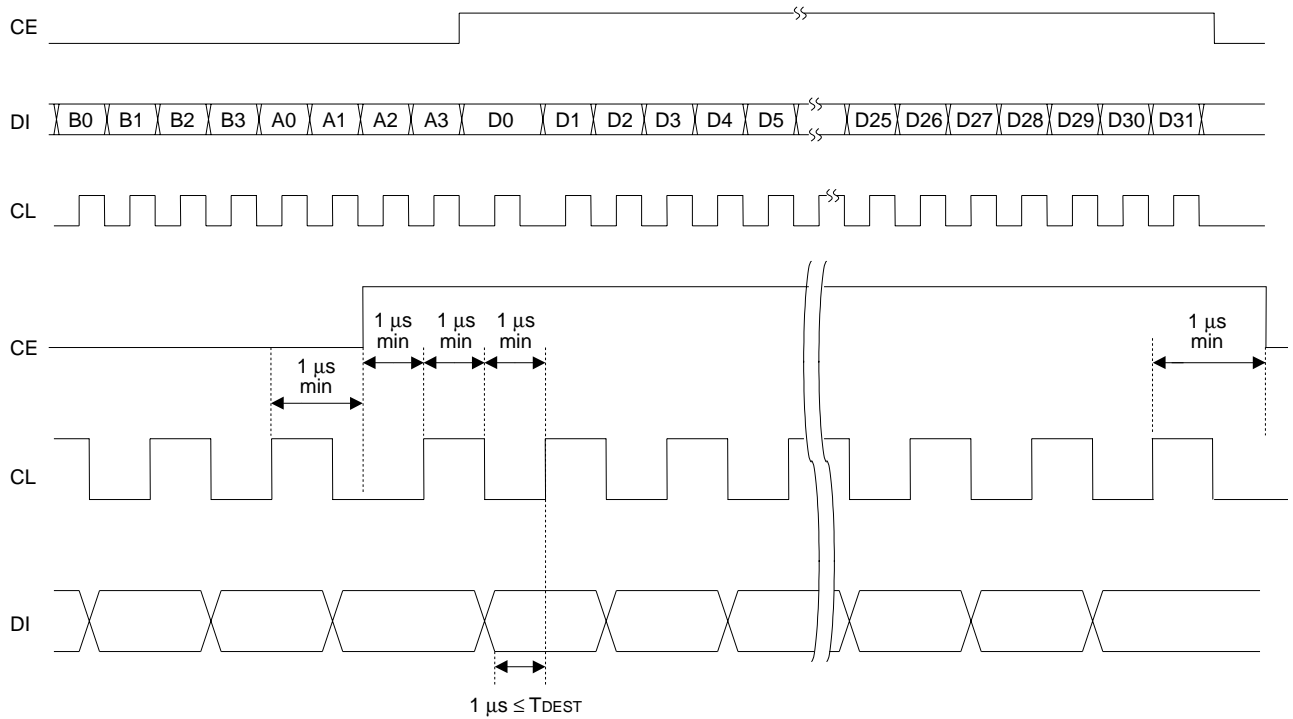 CE
DI B0 B1 B2 B3 A0 A1 A2 A3 D0 D1 D2 D3 D4 D5 D25 D26 D27 D28 D29 D30 D31
CL
CE
1 μs
min
1 μs
min
1 μs
min
1 μs
min
1 μs
min
CL
DI
1 μs ≤ TDEST